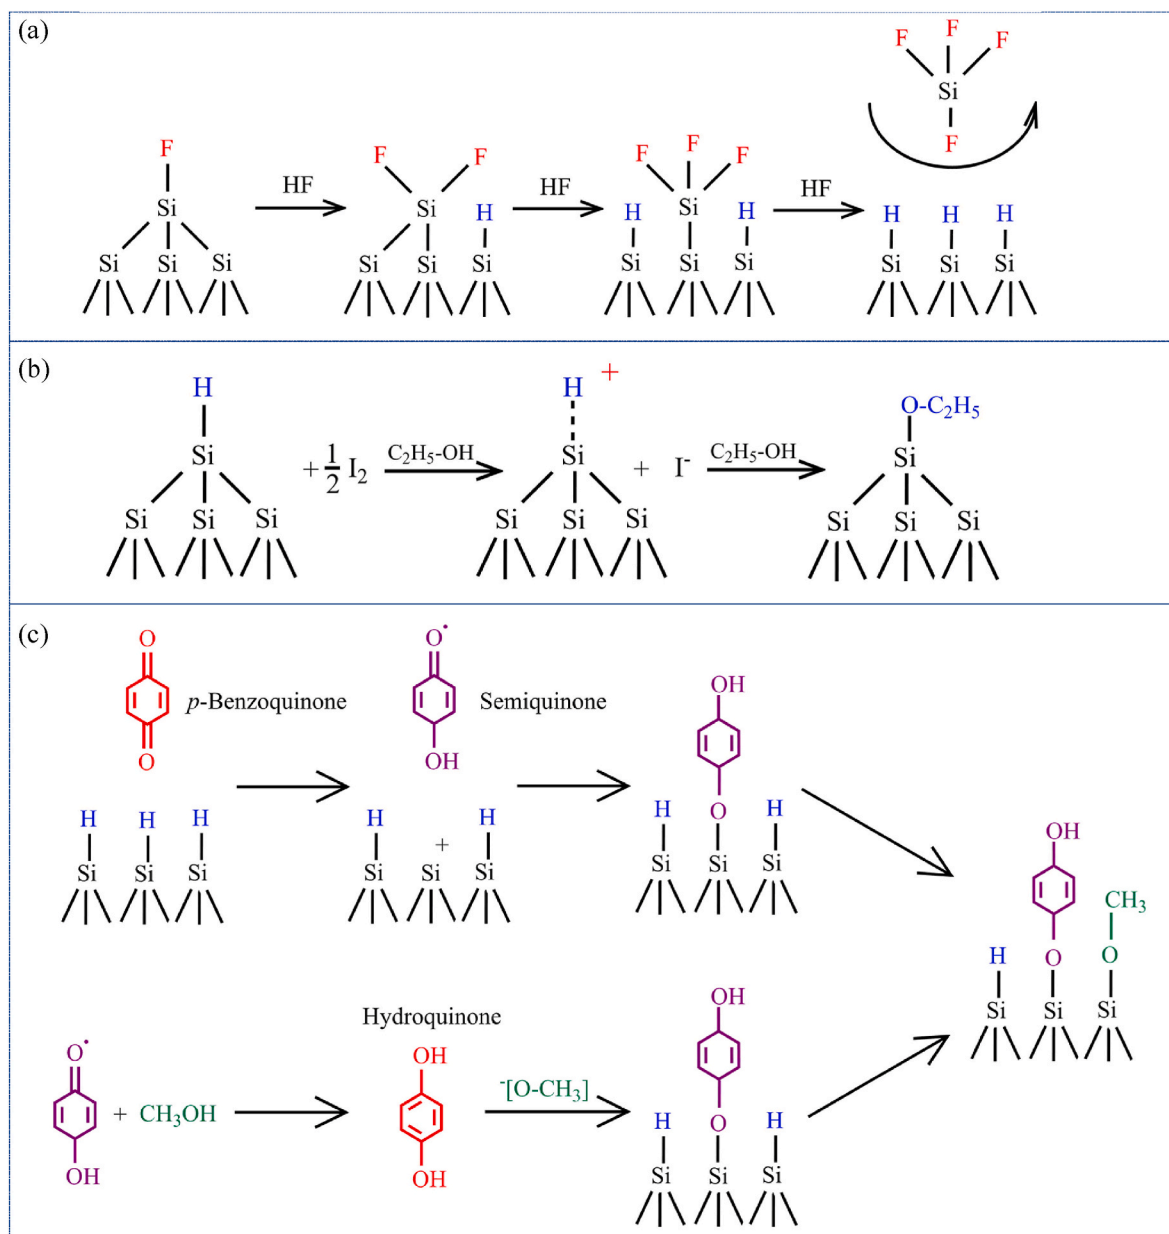 (a)
F F F
Si
F
F
Si
Si Si Si
HF
F F
Si H
Si Si Si
HF
F F F
H Si H
Si Si Si
HF
H H H
Si Si Si
(b)
H
Si
Si Si Si
+ 1/2 I₂
C₂H₅-OH
H +
Si
Si Si Si
+ I⁻
C₂H₅-OH
O-C₂H₅
Si
Si Si Si
(c)
O
O
p-Benzoquinone
H H H
Si Si Si
O•
OH
Semiquinone
H + H
Si Si Si
OH
H O H
Si Si Si
O•
OH
+ CH₃OH
Hydroquinone
OH
OH
⁻[O-CH₃]
OH
H O H
Si Si Si
OH
CH₃
H O O
Si Si Si